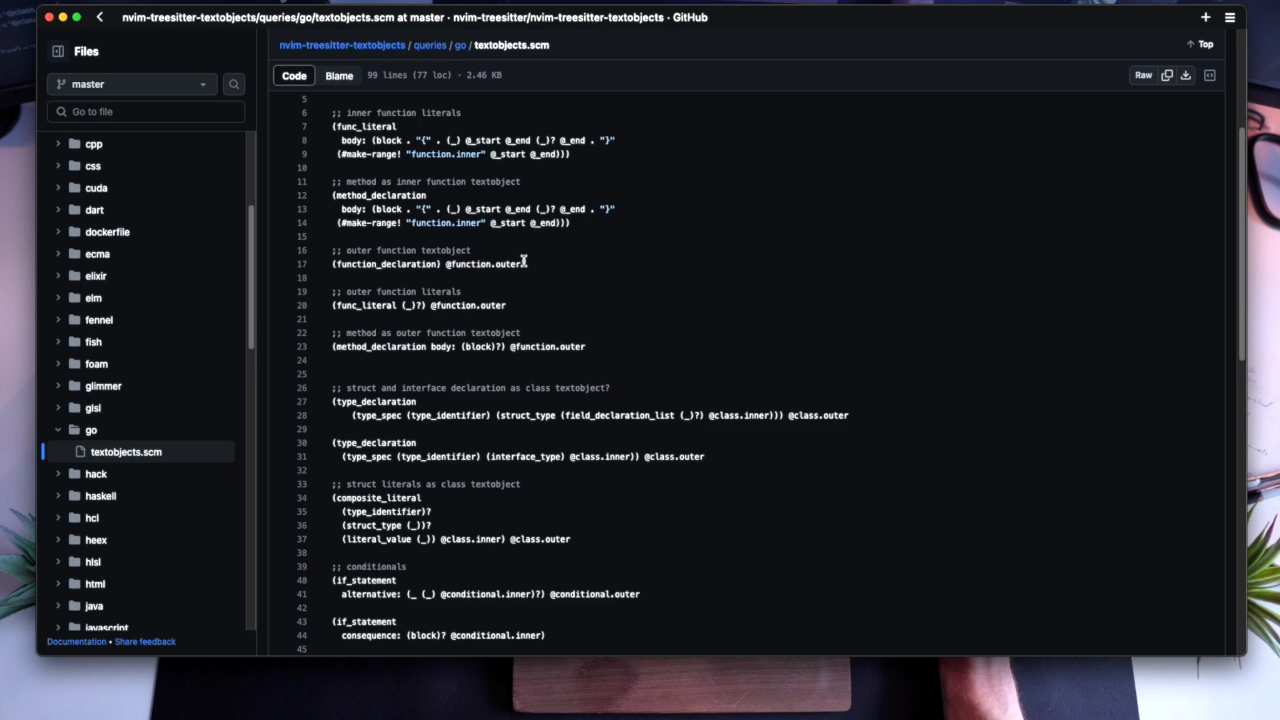 nvim-treesitter-textobjects/queries/go/textobjects.scm at master · nvim-treesitter/nvim-treesitter-textobjects · GitHub
Files
master
Go to file
cpp
css
cuda
dart
dockerfile
ecma
elixir
elm
fennel
fish
foam
glimmer
glsl
go
textobjects.scm
hack
haskell
hcl
heex
hlsl
html
java
javascript
Documentation • Share feedback
nvim-treesitter-textobjects / queries / go / textobjects.scm
Top
Code Blame 99 lines (77 loc) · 2.46 KB
Raw
5
6 ;; inner function literals
7 (func_literal
8 body: (block . "{" . (_) @_start @_end (_)? @_end . "}"
9 (#make-range! "function.inner" @_start @_end)))
10
11 ;; method as inner function textobject
12 (method_declaration
13 body: (block . "{" . (_) @_start @_end (_)? @_end . "}"
14 (#make-range! "function.inner" @_start @_end)))
15
16 ;; outer function textobject
17 (function_declaration) @function.outer
18
19 ;; outer function literals
20 (func_literal (_)?) @function.outer
21
22 ;; method as outer function textobject
23 (method_declaration body: (block)?) @function.outer
24
25
26 ;; struct and interface declaration as class textobject?
27 (type_declaration
28 (type_spec (type_identifier) (struct_type (field_declaration_list (_)?) @class.inner))) @class.outer
29
30 (type_declaration
31 (type_spec (type_identifier) (interface_type) @class.inner)) @class.outer
32
33 ;; struct literals as class textobject
34 (composite_literal
35 (type_identifier)?
36 (struct_type (_))?
37 (literal_value (_)) @class.inner) @class.outer
38
39 ;; conditionals
40 (if_statement
41 alternative: (_ (_) @conditional.inner)?) @conditional.outer
42
43 (if_statement
44 consequence: (block)? @conditional.inner)
45